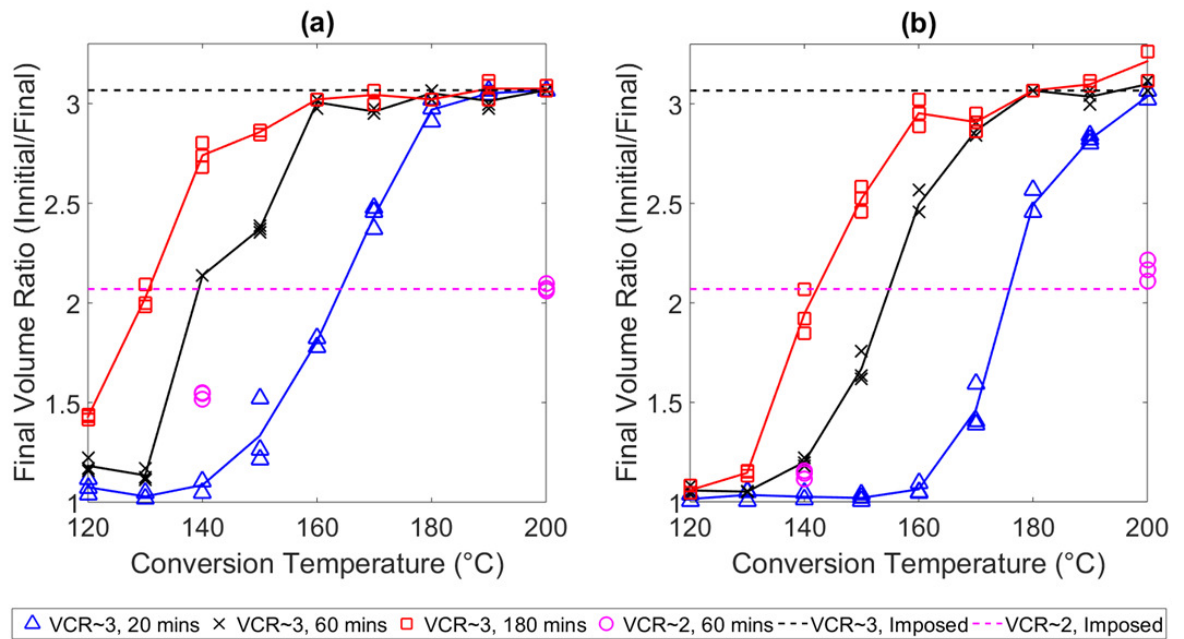 (a)
Final Volume Ratio (Innitial/Final)
3
2.5
2
1.5
1
120 140 160 180 200
Conversion Temperature (°C)
(b)
Final Volume Ratio (Innitial/Final)
3
2.5
2
1.5
1
120 140 160 180 200
Conversion Temperature (°C)
VCR~3, 20 mins VCR~3, 60 mins VCR~3, 180 mins VCR~2, 60 mins VCR~3, Imposed VCR~2, Imposed